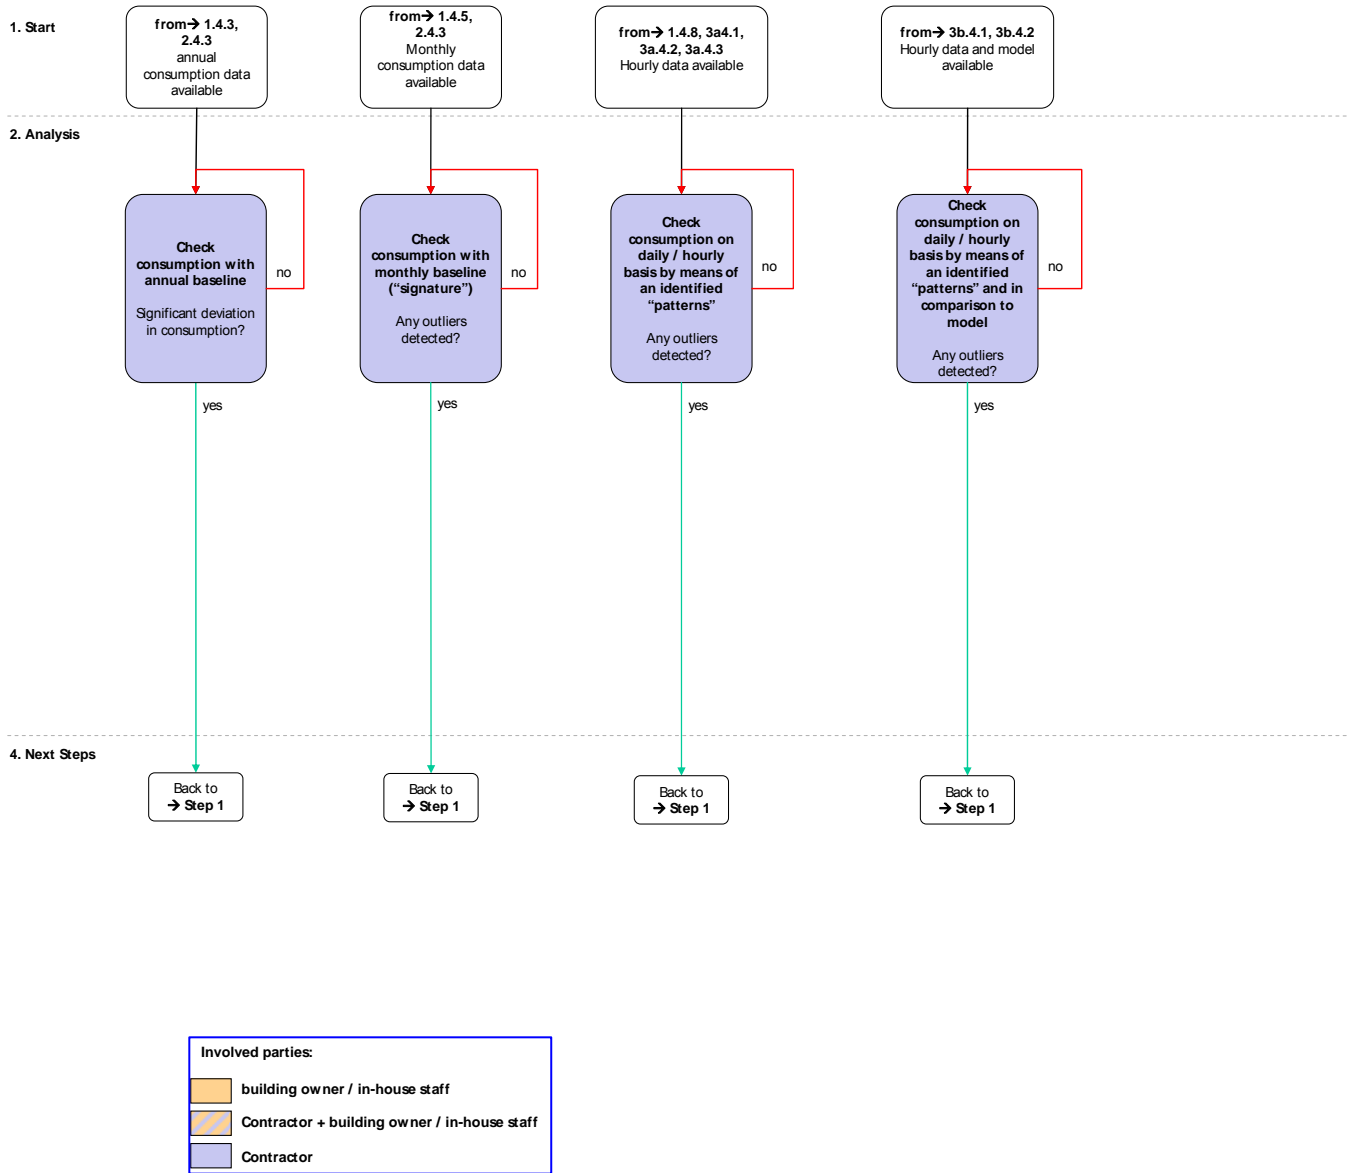 1. Start
from→ 1.4.3,
2.4.3
annual
consumption data
available
from→ 1.4.5,
2.4.3
Monthly
consumption data
available
from→ 1.4.8, 3a4.1,
3a.4.2, 3a.4.3
Hourly data available
from→ 3b.4.1, 3b.4.2
Hourly data and model
available
2. Analysis
Check
consumption with
annual baseline
Significant deviation
in consumption?
no
yes
Check
consumption with
monthly baseline
(“signature”)
Any outliers
detected?
no
yes
Check
consumption on
daily / hourly
basis by means of
an identified
“patterns”
Any outliers
detected?
no
yes
Check
consumption on
daily / hourly
basis by means of
an identified
“patterns” and in
comparison to
model
Any outliers
detected?
no
yes
4. Next Steps
Back to
→ Step 1
Back to
→ Step 1
Back to
→ Step 1
Back to
→ Step 1
Involved parties:
building owner / in-house staff
Contractor + building owner / in-house staff
Contractor